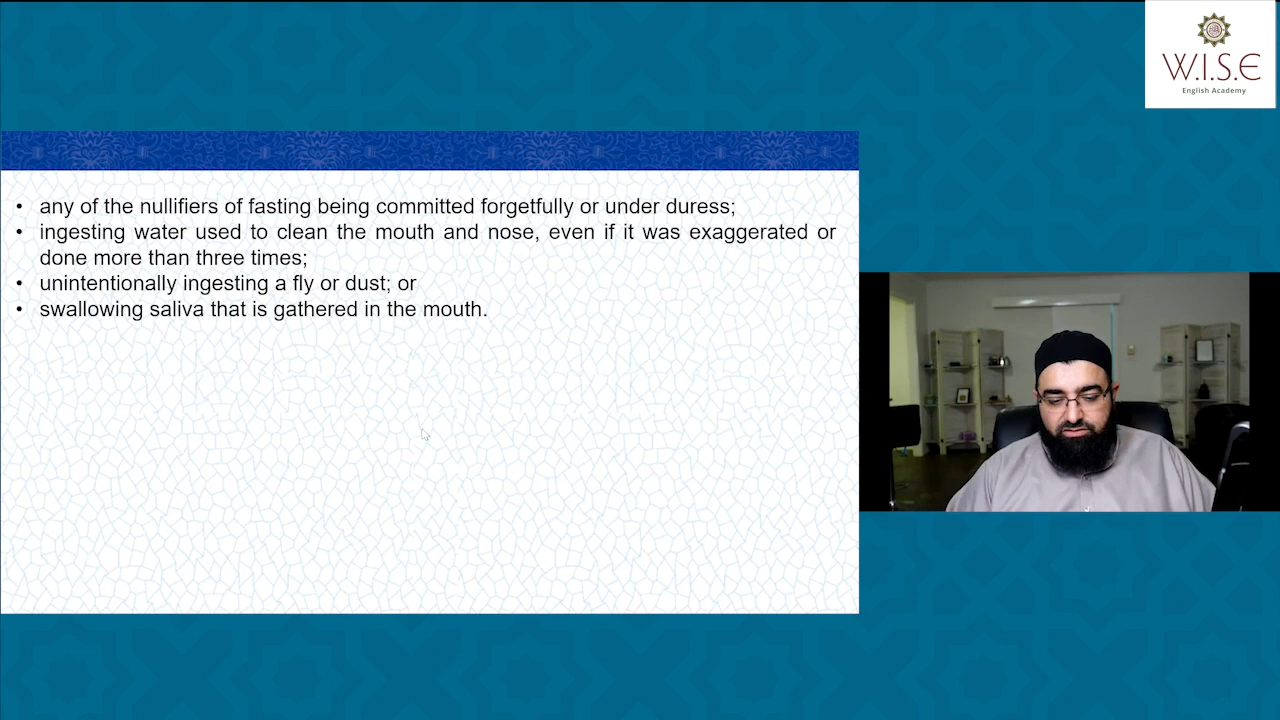 W.I.S.E
English Academy
• any of the nullifiers of fasting being committed forgetfully or under duress;
• ingesting water used to clean the mouth and nose, even if it was exaggerated or
done more than three times;
• unintentionally ingesting a fly or dust; or
• swallowing saliva that is gathered in the mouth.